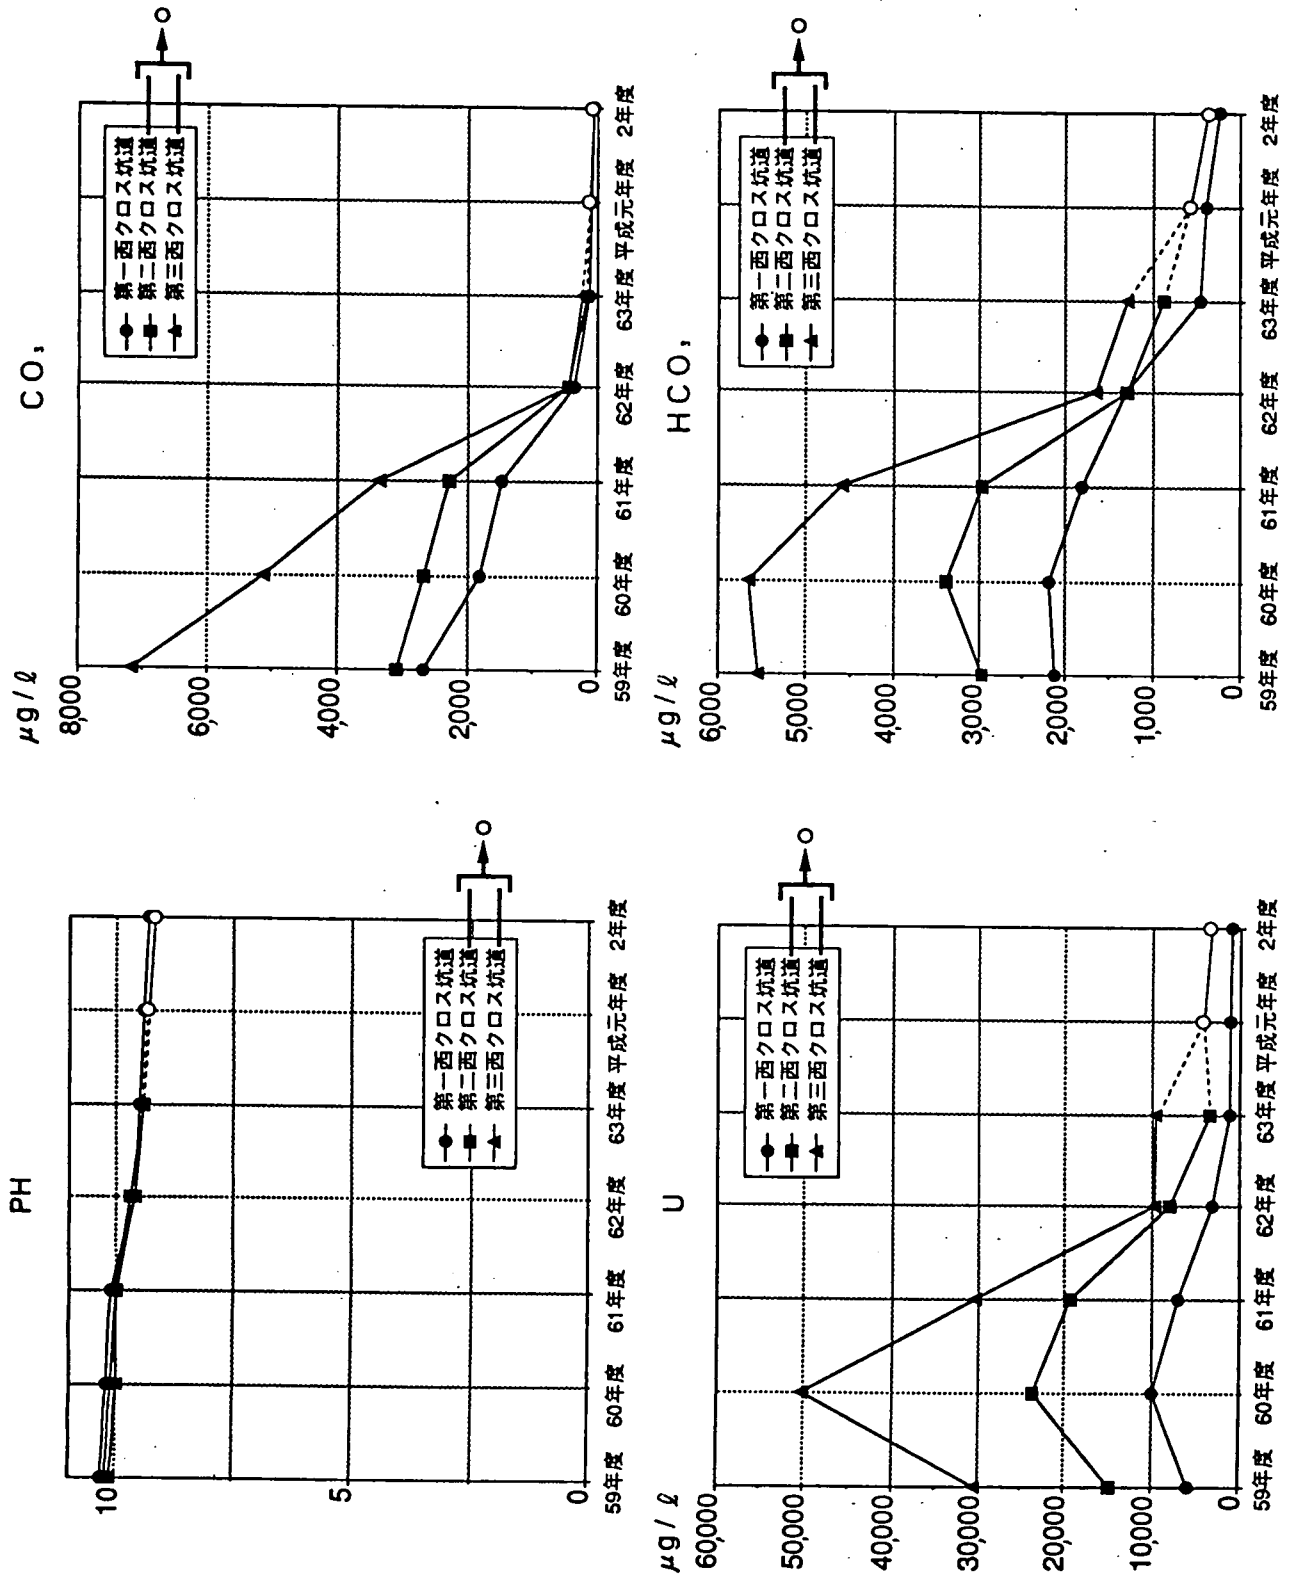 PH
10
5
0
59年度 60年度 61年度 62年度 63年度 平成元年度 2年度
第一西クロス坑道
第二西クロス坑道
第三西クロス坑道
CO₃
μg/ℓ
8,000
6,000
4,000
2,000
0
59年度 60年度 61年度 62年度 63年度 平成元年度 2年度
第一西クロス坑道
第二西クロス坑道
第三西クロス坑道
U
μg/ℓ
60,000
50,000
40,000
30,000
20,000
10,000
0
59年度 60年度 61年度 62年度 63年度 平成元年度 2年度
第一西クロス坑道
第二西クロス坑道
第三西クロス坑道
HCO₃
μg/ℓ
6,000
5,000
4,000
3,000
2,000
1,000
0
59年度 60年度 61年度 62年度 63年度 平成元年度 2年度
第一西クロス坑道
第二西クロス坑道
第三西クロス坑道